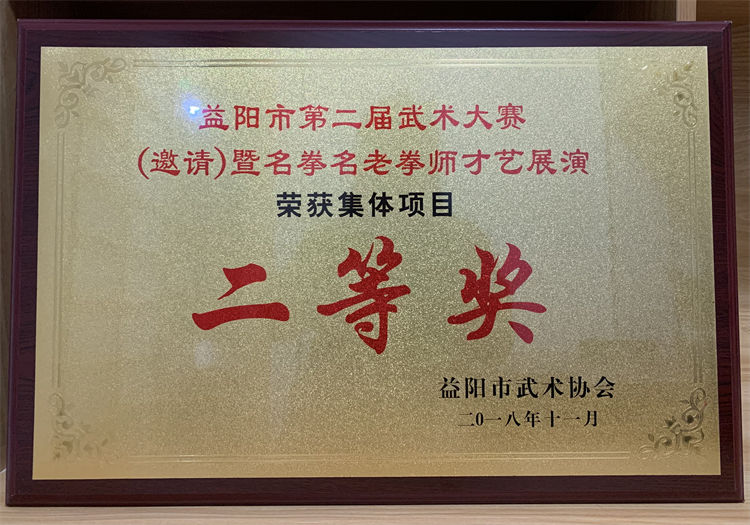 益阳市第二届武术大赛
(邀请)暨名拳名老拳师才艺展演
荣获集体项目
二等奖
益阳市武术协会
二0一八年十一月